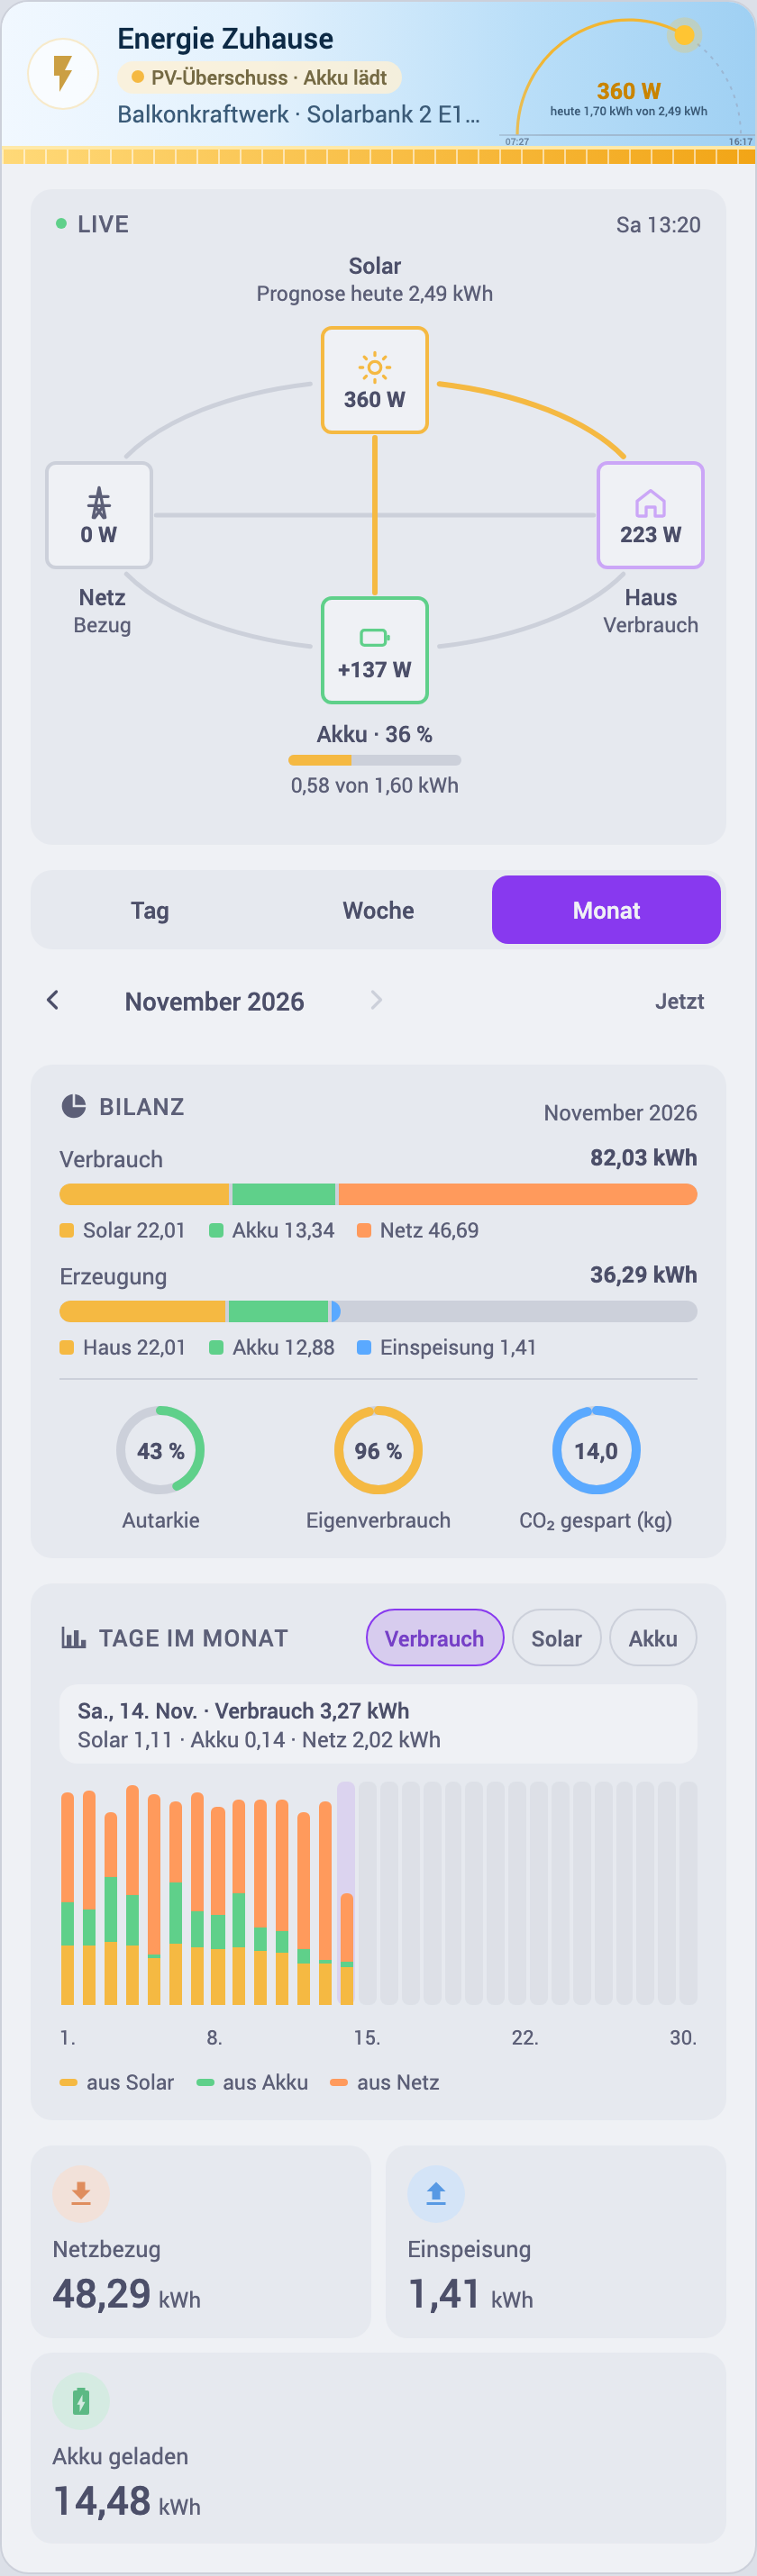 Energie Zuhause
PV-Überschuss · Akku lädt
Balkonkraftwerk · Solarbank 2 E1…
360 W
heute 1,70 kWh von 2,49 kWh
07:27
16:17
LIVE
Sa 13:20
Solar
Prognose heute 2,49 kWh
360 W
0 W
223 W
Netz
Bezug
Haus
Verbrauch
+137 W
Akku · 36 %
0,58 von 1,60 kWh
Tag
Woche
Monat
November 2026
Jetzt
BILANZ
November 2026
Verbrauch
82,03 kWh
Solar 22,01
Akku 13,34
Netz 46,69
Erzeugung
36,29 kWh
Haus 22,01
Akku 12,88
Einspeisung 1,41
43 %
96 %
14,0
Autarkie
Eigenverbrauch
CO₂ gespart (kg)
TAGE IM MONAT
Verbrauch
Solar
Akku
Sa., 14. Nov. · Verbrauch 3,27 kWh
Solar 1,11 · Akku 0,14 · Netz 2,02 kWh
1.
8.
15.
22.
30.
aus Solar
aus Akku
aus Netz
Netzbezug
48,29 kWh
Einspeisung
1,41 kWh
Akku geladen
14,48 kWh